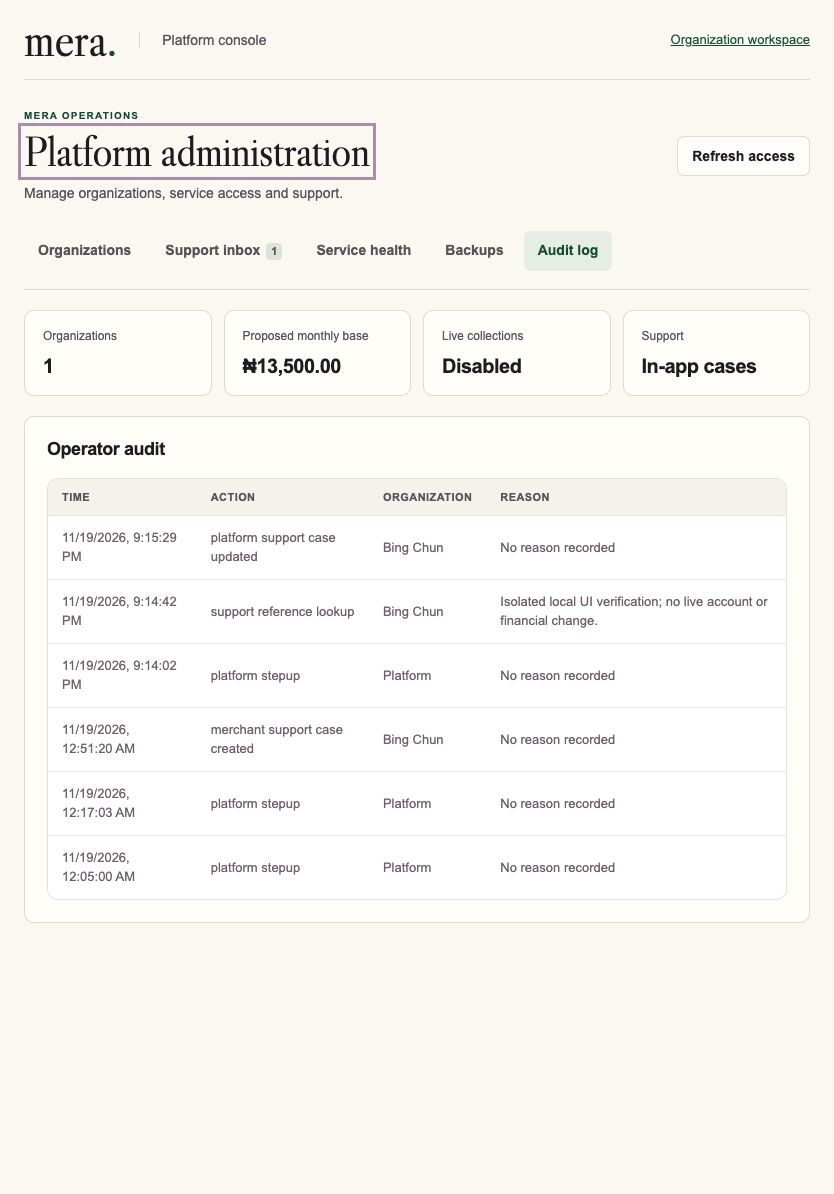 mera.
Platform console
Organization workspace
MERA OPERATIONS
Platform administration
Manage organizations, service access and support.
Refresh access
Organizations
Support inbox 1
Service health
Backups
Audit log
Organizations
1
Proposed monthly base
₦13,500.00
Live collections
Disabled
Support
In-app cases
Operator audit
TIME ACTION ORGANIZATION REASON
11/19/2026, 9:15:29
PM
platform support case
updated
Bing Chun
No reason recorded
11/19/2026, 9:14:42
PM
support reference lookup
Bing Chun
Isolated local UI verification; no live account or
financial change.
11/19/2026, 9:14:02
PM
platform stepup
Platform
No reason recorded
11/19/2026,
12:51:20 AM
merchant support case
created
Bing Chun
No reason recorded
11/19/2026,
12:17:03 AM
platform stepup
Platform
No reason recorded
11/19/2026,
12:05:00 AM
platform stepup
Platform
No reason recorded